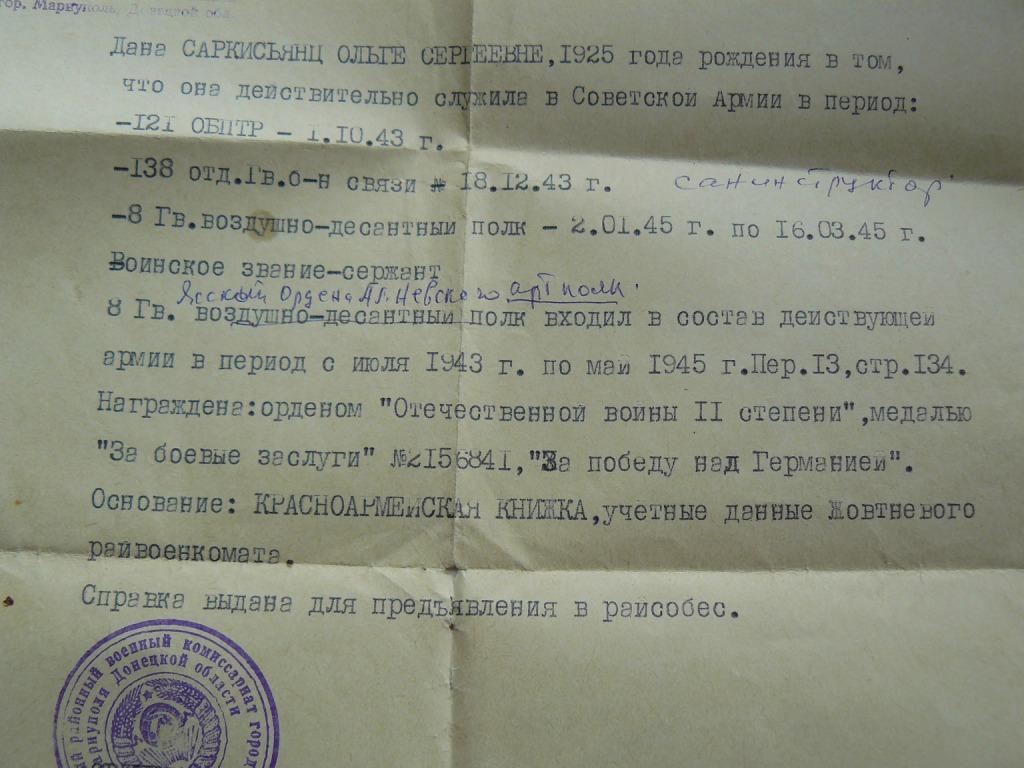 гор. Мариуполь, Донецкой обл.
Дана САРКИСЬЯНЦ ОЛЬГЕ СЕРГЕЕВНЕ,1925 года рождения в том,
что она действительно служила в Советской Армии в период:
-121 ОБПТР - 1.10.43 г.
-138 отд.Гв.б-н связи 18.12.43 г. санинструктор
-8 Гв.воздушно-десантный полк - 2.01.45 г. по 16.03.45 г.
Воинское звание-сержант
Ясский Ордена Ал.Невского артполк.
8 Гв. воздушно-десантный полк входил в состав действующей
армии в период с июля 1943 г. по май 1945 г.Пер.13,стр.134.
Награждена:орденом "Отечественной войны II степени",медалью
"За боевые заслуги" №2156841,"За победу над Германией".
Основание: КРАСНОАРМЕЙСКАЯ КНИЖКА,учетные данные Жовтневого
райвоенкомата.
Справка выдана для предъявления в райсобес.
районный военный комиссариат город
Мариуполя Донецкой области